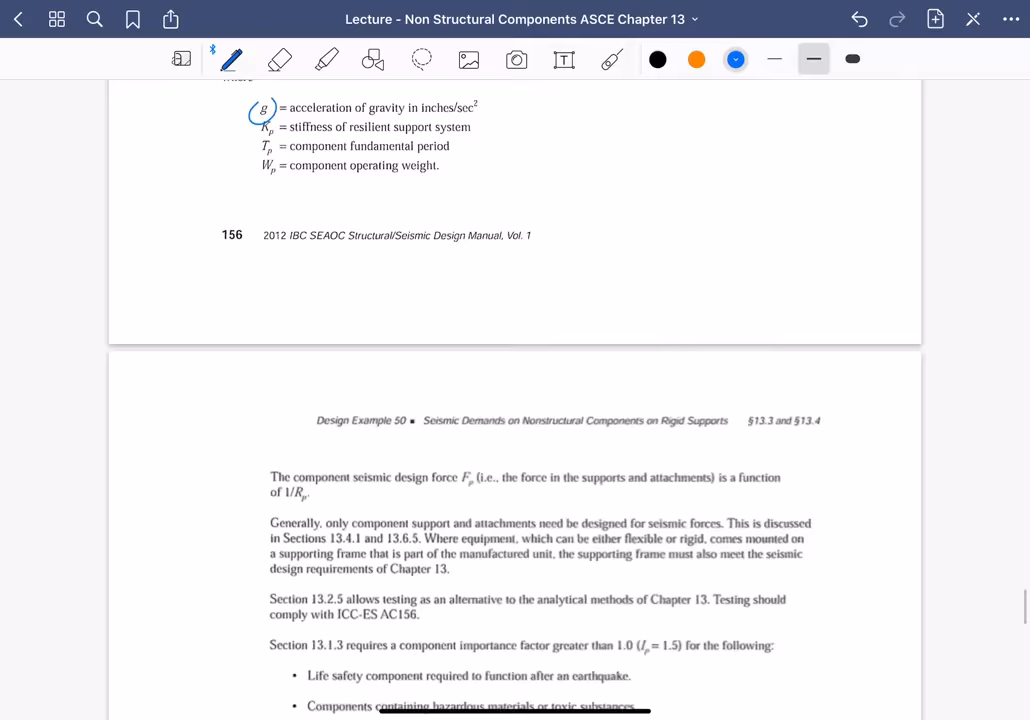 Lecture - Non Structural Components ASCE Chapter 13
g = acceleration of gravity in inches/sec²
Kp = stiffness of resilient support system
Tp = component fundamental period
Wp = component operating weight.
156 2012 IBC SEAOC Structural/Seismic Design Manual, Vol. 1
Design Example 50 ■ Seismic Demands on Nonstructural Components on Rigid Supports §13.3 and §13.4
The component seismic design force Fp (i.e., the force in the supports and attachments) is a function
of 1/Rp.
Generally, only component support and attachments need be designed for seismic forces. This is discussed
in Sections 13.4.1 and 13.6.5. Where equipment, which can be either flexible or rigid, comes mounted on
a supporting frame that is part of the manufactured unit, the supporting frame must also meet the seismic
design requirements of Chapter 13.
Section 13.2.5 allows testing as an alternative to the analytical methods of Chapter 13. Testing should
comply with ICC-ES AC156.
Section 13.1.3 requires a component importance factor greater than 1.0 (Ip = 1.5) for the following:
• Life safety component required to function after an earthquake.
• Components containing hazardous materials or toxic substances.